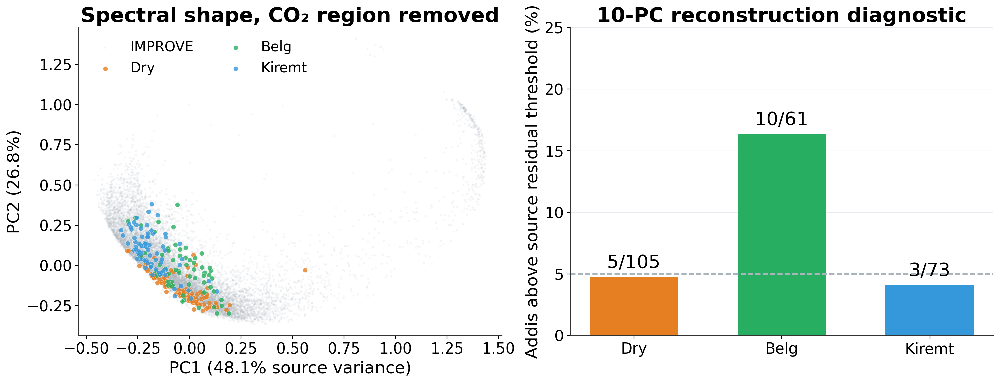 Spectral shape, CO₂ region removed
IMPROVE
Dry
Belg
Kiremt
1.25
1.00
0.75
0.50
0.25
0.00
−0.25
PC2 (26.8%)
−0.50
−0.25
0.00
0.25
0.50
0.75
1.00
1.25
1.50
PC1 (48.1% source variance)
10-PC reconstruction diagnostic
Addis above source residual threshold (%)
25
20
15
10
5
0
5/105
10/61
3/73
Dry
Belg
Kiremt